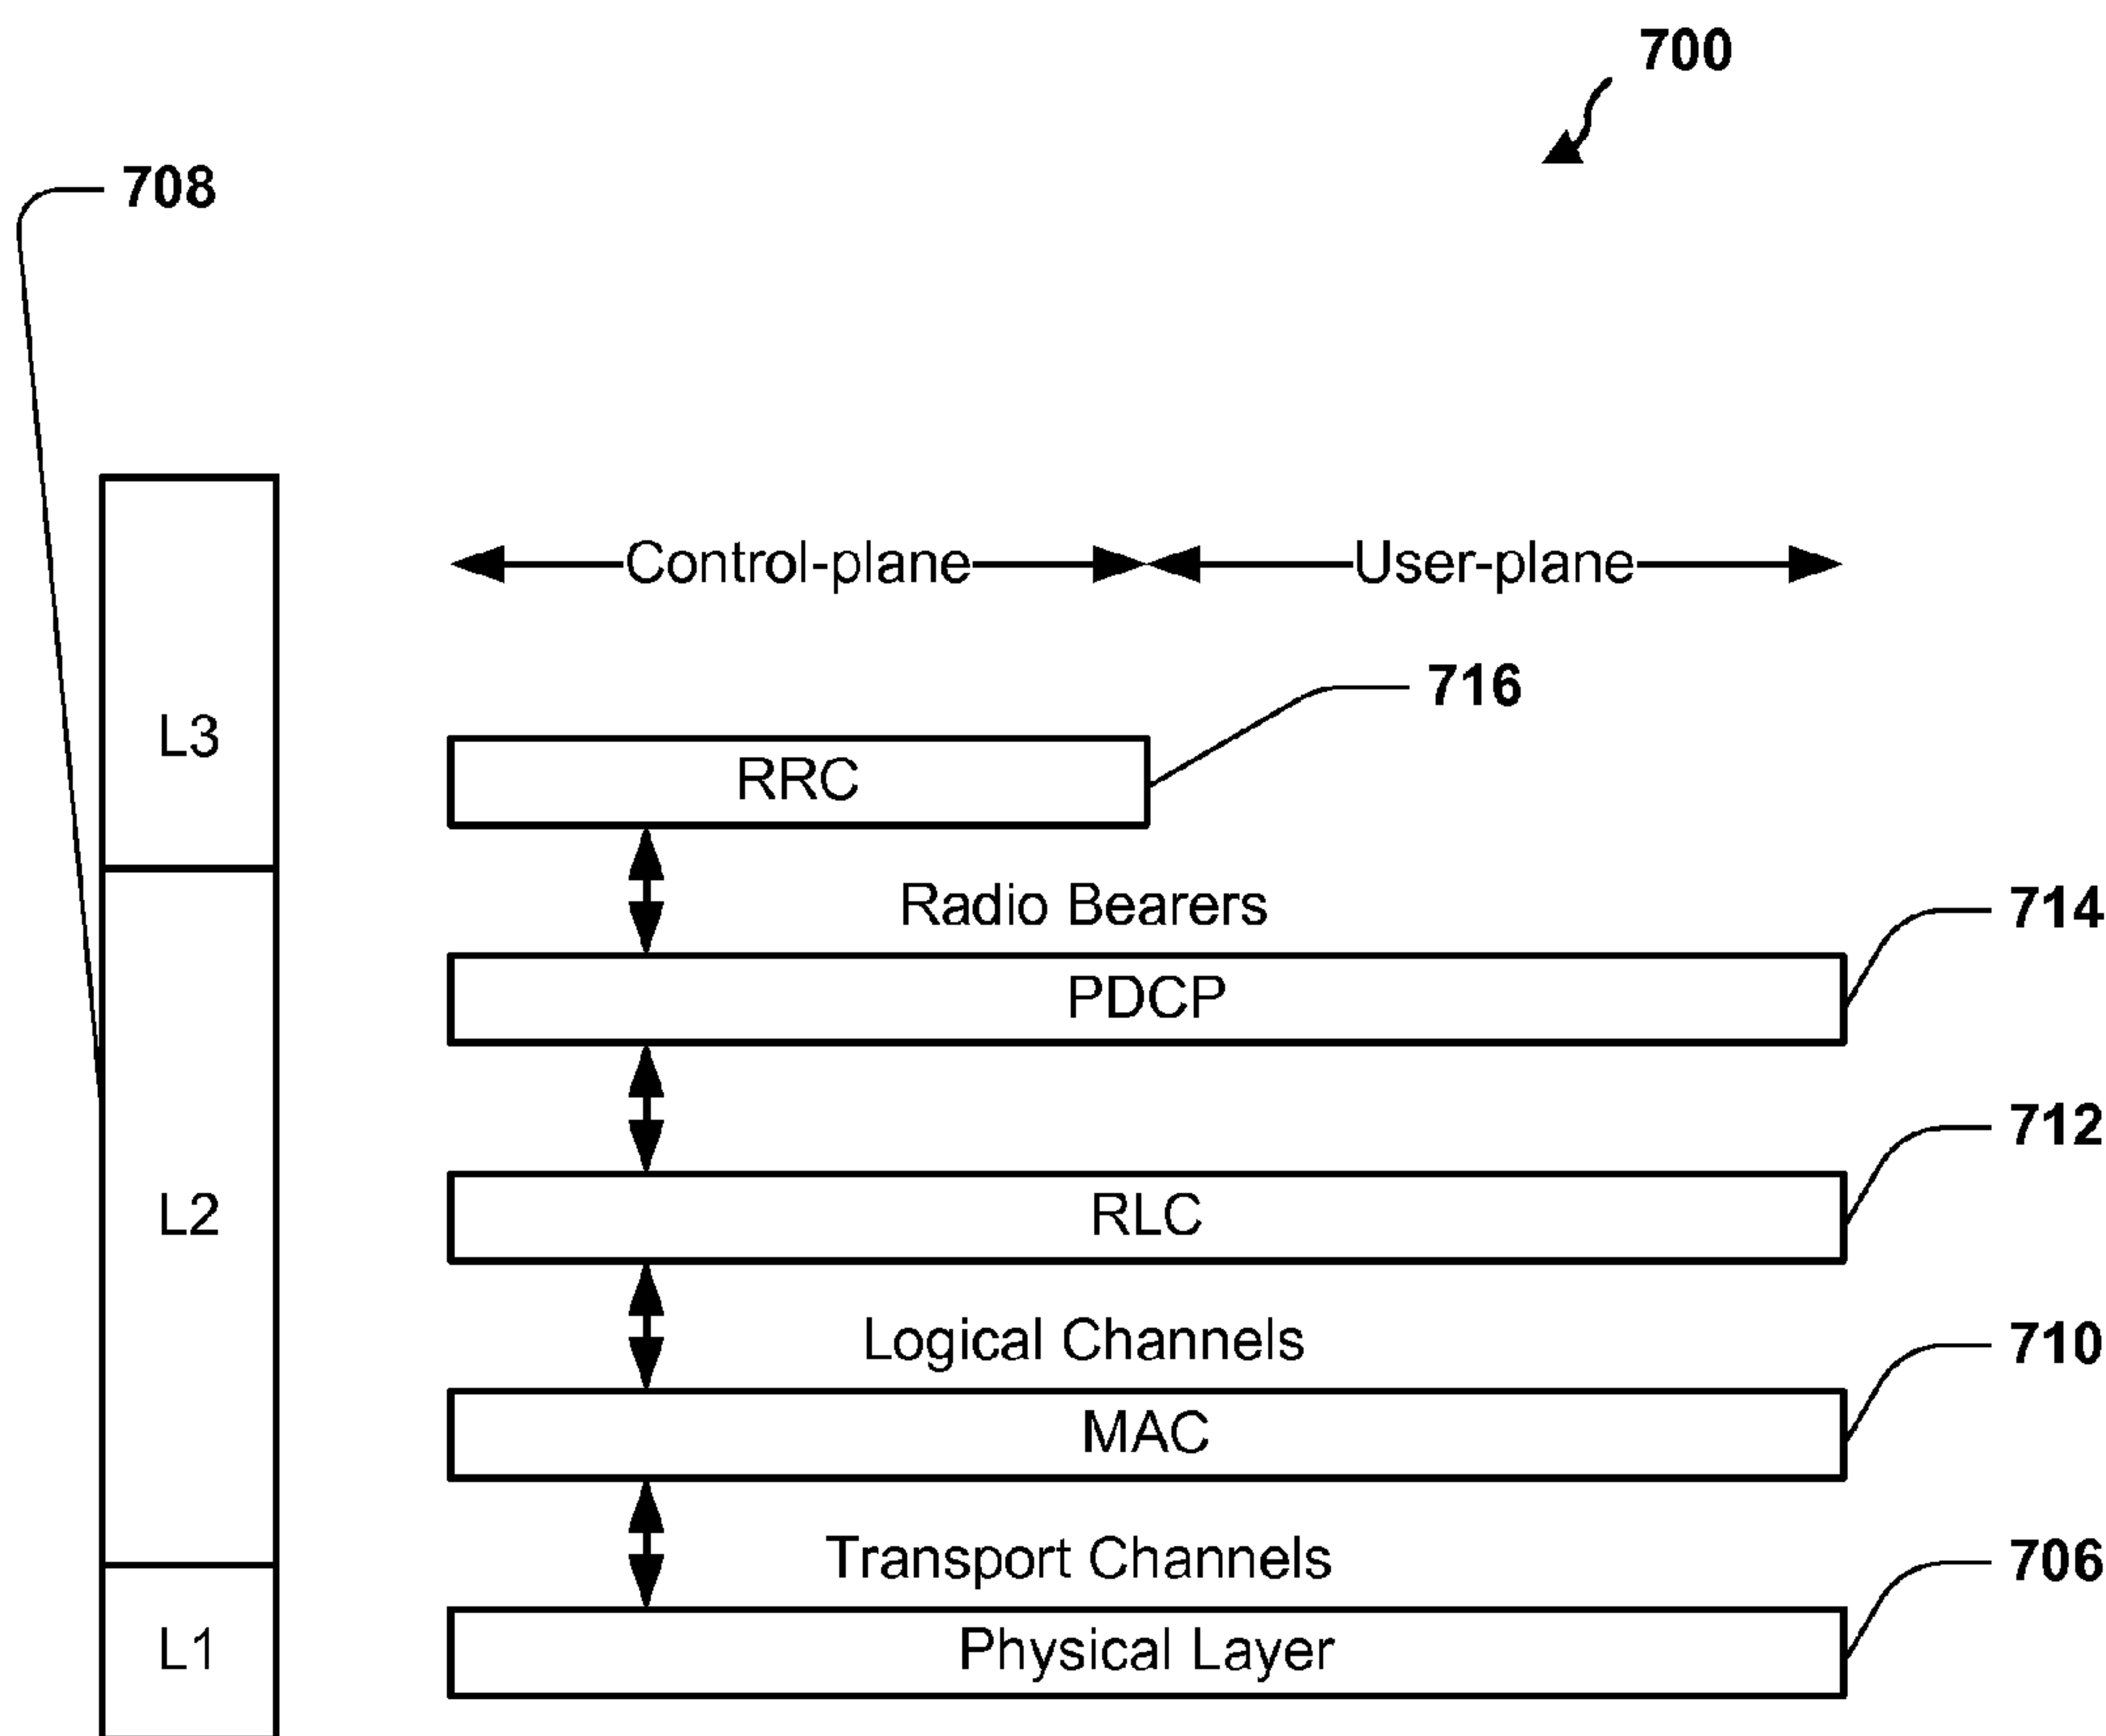 700
708
Control-plane User-plane
716
L3
RRC
Radio Bearers
714
PDCP
712
L2
RLC
Logical Channels
710
MAC
Transport Channels
706
L1
Physical Layer